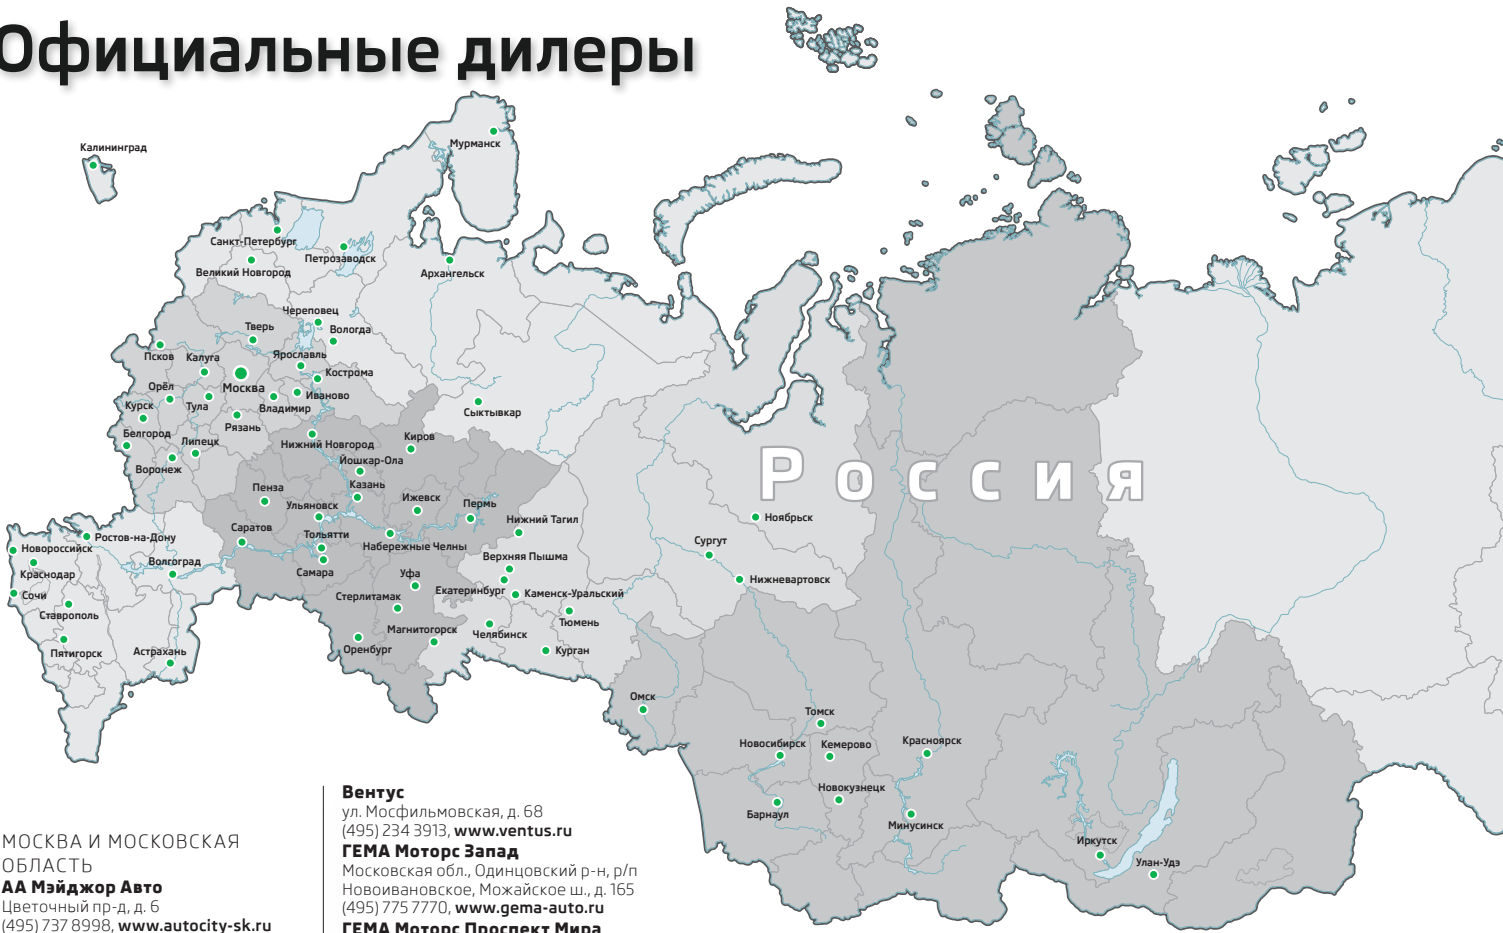 Официальные дилеры
Калининград
Мурманск
Санкт-Петербург
Петрозаводск
Великий Новгород
Архангельск
Череповец
Тверь
Вологда
Псков
Калуга
Ярославль
Кострома
Орёл
Москва
Иваново
Курск
Тула
Владимир
Сыктывкар
Рязань
Белгород
Липецк
Нижний Новгород
Киров
Воронеж
Йошкар-Ола
Россия
Пенза
Казань
Ульяновск
Ижевск
Пермь
Нижний Тагил
Ноябрьск
Саратов
Тольятти
Набережные Челны
Ростов-на-Дону
Новороссийск
Сургут
Волгоград
Верхняя Пышма
Краснодар
Самара
Уфа
Нижневартовск
Екатеринбург
Каменск-Уральский
Сочи
Стерлитамак
Ставрополь
Тюмень
Магнитогорск
Челябинск
Пятигорск
Астрахань
Оренбург
Курган
Омск
Томск
Новосибирск
Кемерово
Красноярск
Новокузнецк
Барнаул
Минусинск
Иркутск
Улан-Удэ
МОСКВА И МОСКОВСКАЯ
ОБЛАСТЬ
АА Мэйджор Авто
Цветочный пр-д, д. 6
(495) 737 8998, www.autocity-sk.ru
Вентус
ул. Мосфильмовская, д. 68
(495) 234 3913, www.ventus.ru
ГЕМА Моторс Запад
Московская обл., Одинцовский р-н, р/п
Новоивановское, Можайское ш., д. 165
(495) 775 7770, www.gema-auto.ru
ГЕМА Моторс Проспект Мира